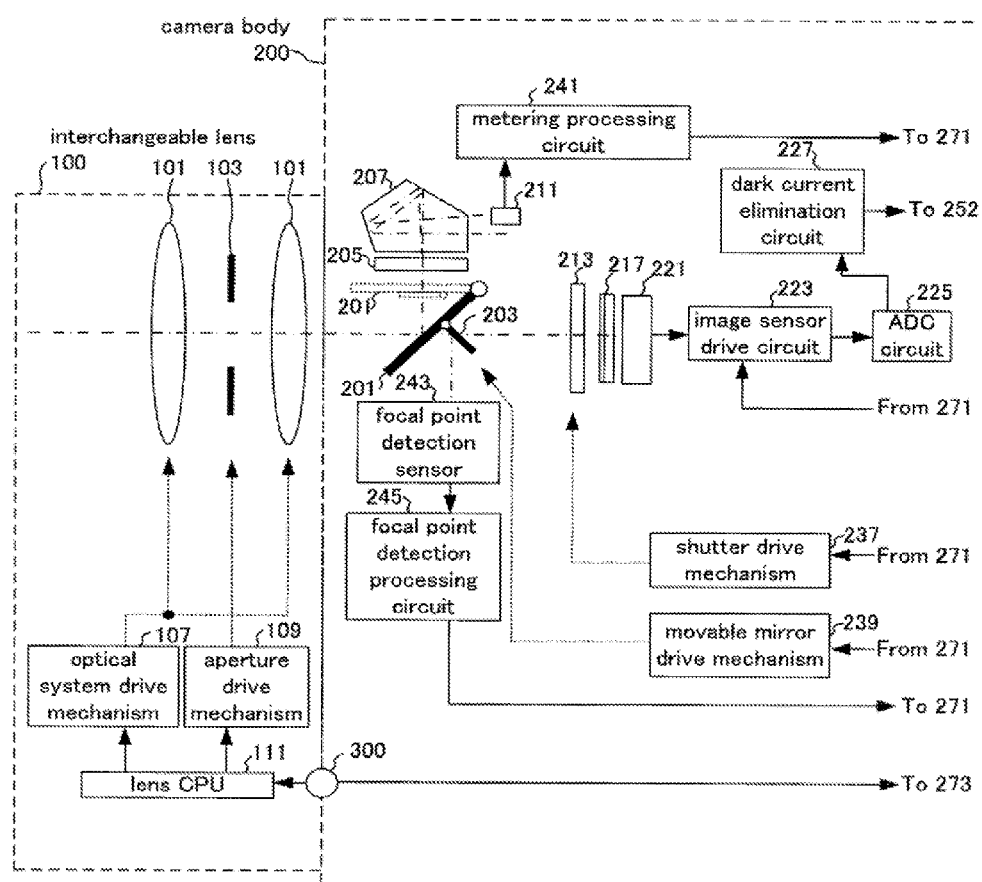 camera body
200
interchangeable lens
100
101
103
101
241
metering processing
circuit
To 271
227
dark current
elimination
circuit
To 252
207
211
205
201
203
201
213
217
221
223
image sensor
drive circuit
225
ADC
circuit
From 271
243
focal point
detection
sensor
245
focal point
detection
processing
circuit
237
shutter drive
mechanism
From 271
239
movable mirror
drive mechanism
From 271
To 271
107
optical
system drive
mechanism
109
aperture
drive
mechanism
111
lens CPU
300
To 273